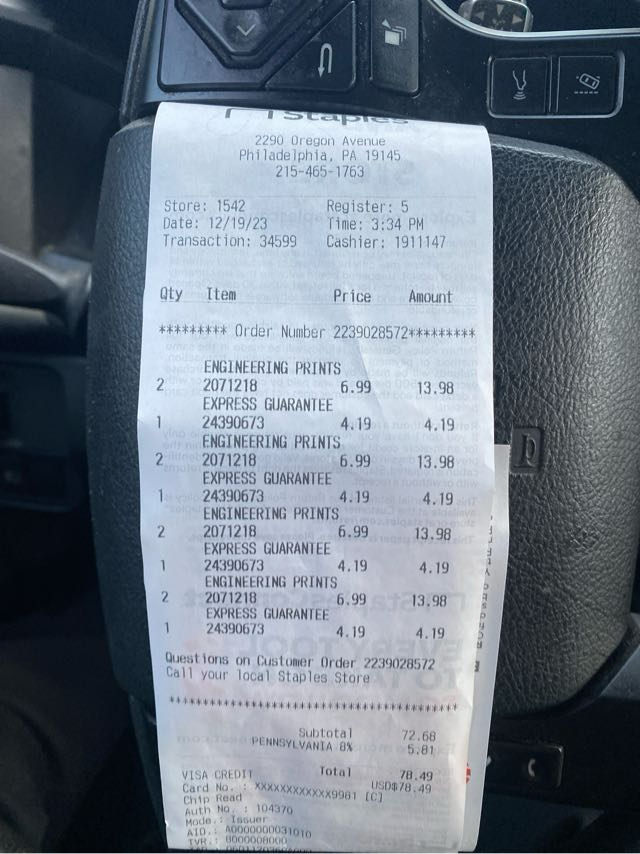 Staples
2290 Oregon Avenue
Philadelphia, PA 19145
215-465-1763
Store: 1542 Register: 5
Date: 12/19/23 Time: 3:34 PM
Transaction: 34599 Cashier: 1911147
Qty Item Price Amount
********* Order Number 2239028572*********
ENGINEERING PRINTS
2 2071218 6.99 13.98
EXPRESS GUARANTEE
1 24390673 4.19 4.19
ENGINEERING PRINTS
2 2071218 6.99 13.98
EXPRESS GUARANTEE
1 24390673 4.19 4.19
ENGINEERING PRINTS
2 2071218 6.99 13.98
EXPRESS GUARANTEE
1 24390673 4.19 4.19
ENGINEERING PRINTS
2 2071218 6.99 13.98
EXPRESS GUARANTEE
1 24390673 4.19 4.19
Questions on Customer Order 2239028572
Call your local Staples Store
******************************************
Subtotal 72.68
PENNSYLVANIA 8% 5.81
Total 78.49
VISA CREDIT USD$78.49
Card No.: XXXXXXXXXXXX9981 [C]
Chip Read
Auth No.: 104370
Mode.: Issuer
AID.: A0000000031010
TVR.: 8000008000